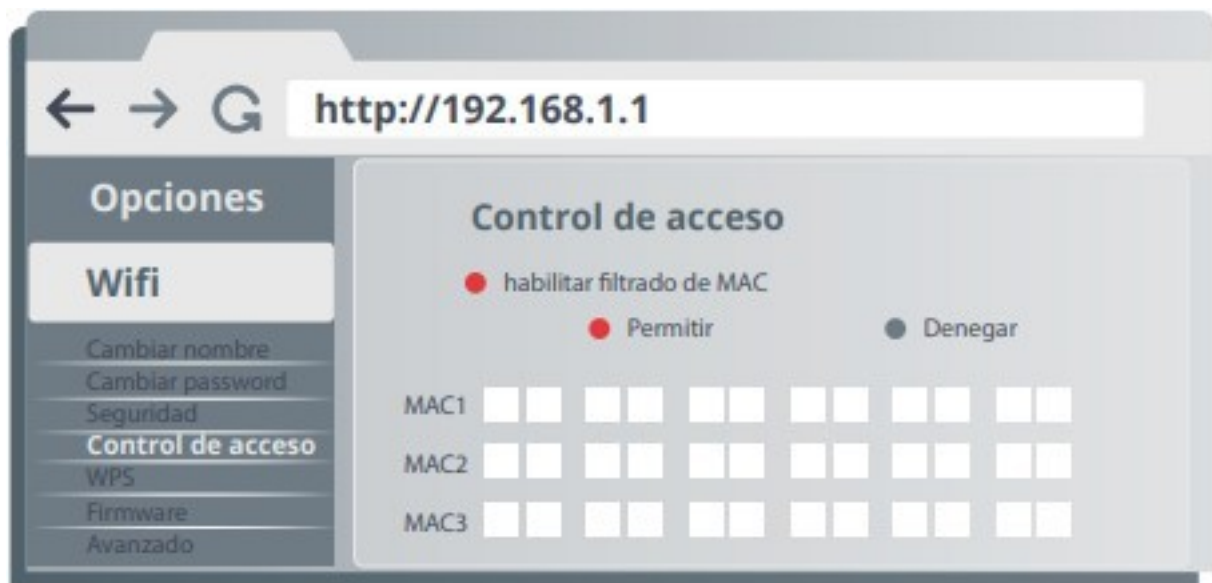 http://192.168.1.1
Opciones
Wifi
Cambiar nombre
Cambiar password
Seguridad
Control de acceso
WPS
Firmware
Avanzado
Control de acceso
habilitar filtrado de MAC
Permitir Denegar
MAC1
MAC2
MAC3